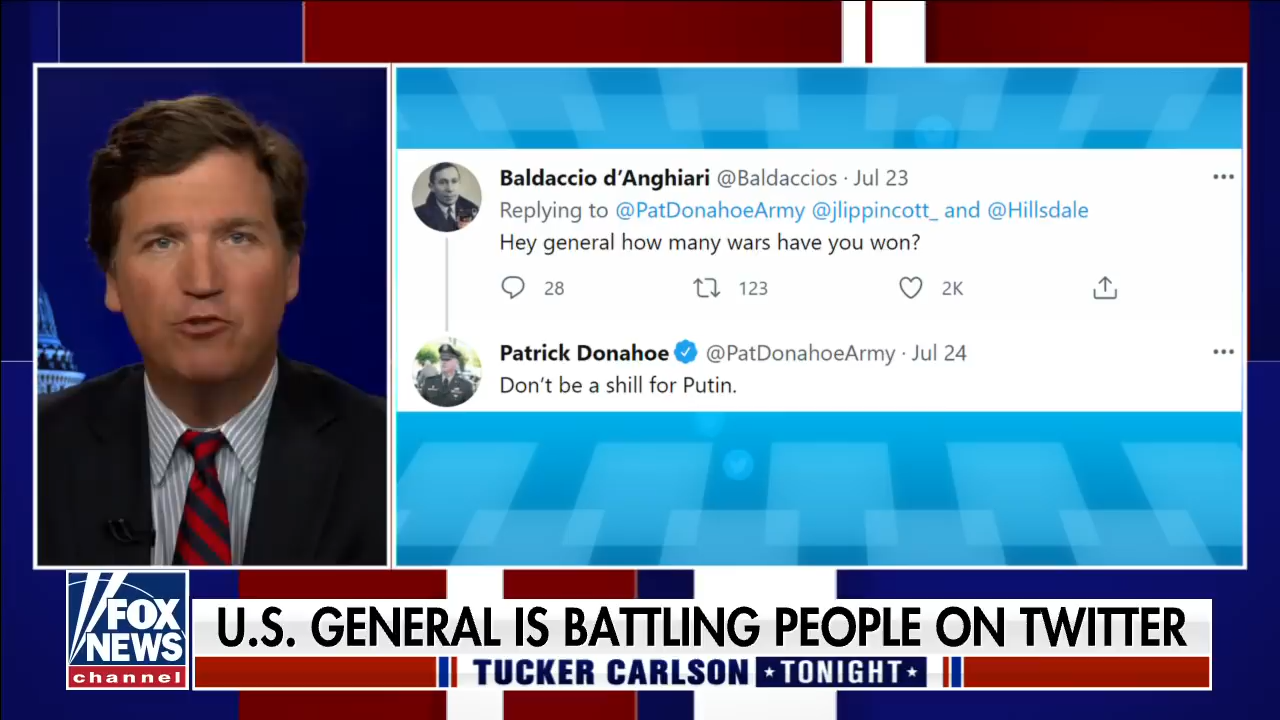 Baldaccio d'Anghiari @Baldaccios · Jul 23
Replying to @PatDonahoeArmy @jlippincott_ and @Hillsdale
Hey general how many wars have you won?
28 123 2K
Patrick Donahoe @PatDonahoeArmy · Jul 24
Don't be a shill for Putin.
FOX
NEWS
channel
U.S. GENERAL IS BATTLING PEOPLE ON TWITTER
TUCKER CARLSON TONIGHT